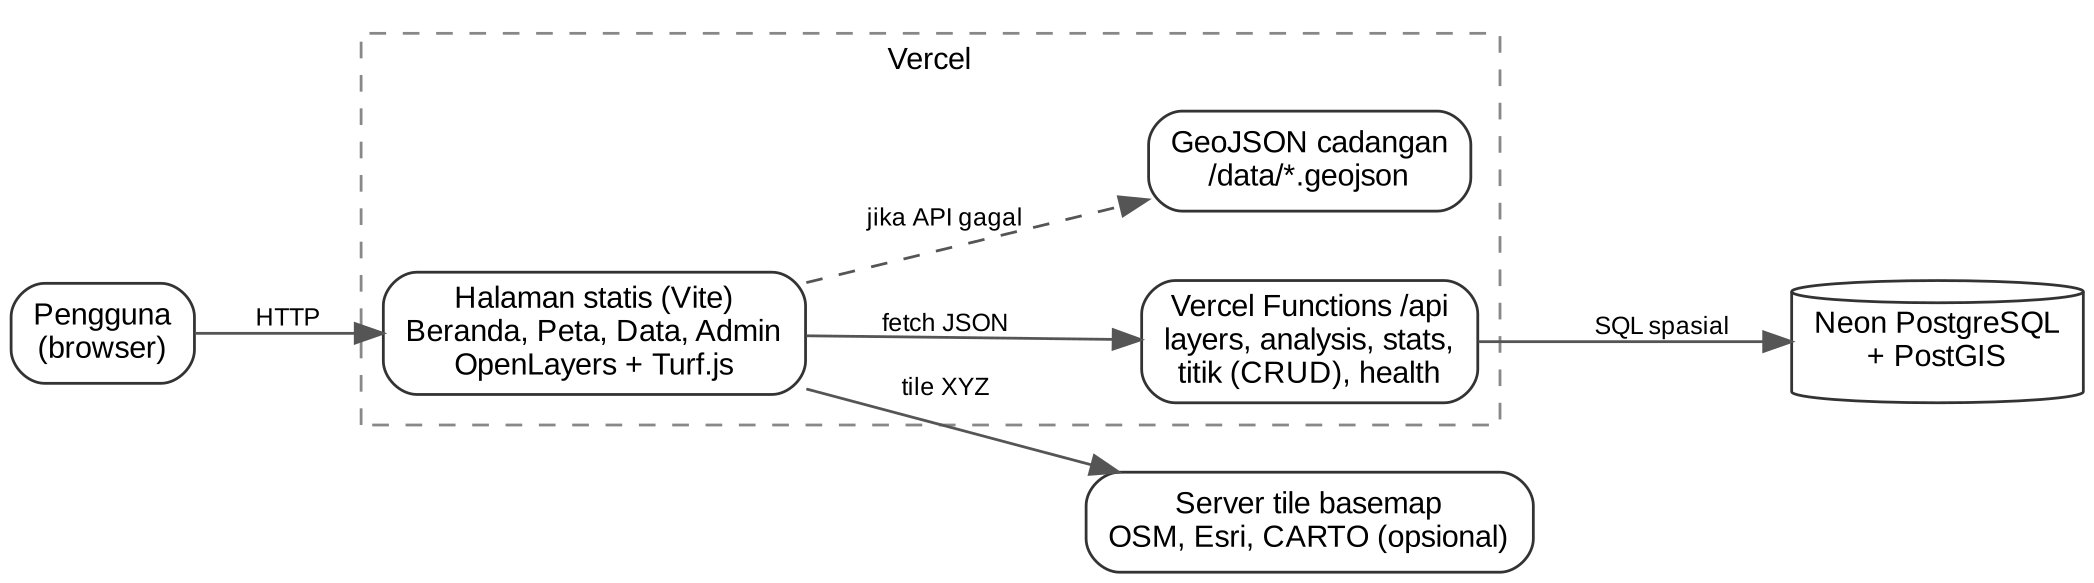 Vercel
GeoJSON cadangan
/data/*.geojson
jika API gagal
Pengguna
(browser)
HTTP
Halaman statis (Vite)
Beranda, Peta, Data, Admin
OpenLayers + Turf.js
fetch JSON
Vercel Functions /api
layers, analysis, stats,
titik (CRUD), health
SQL spasial
Neon PostgreSQL
+ PostGIS
tile XYZ
Server tile basemap
OSM, Esri, CARTO (opsional)